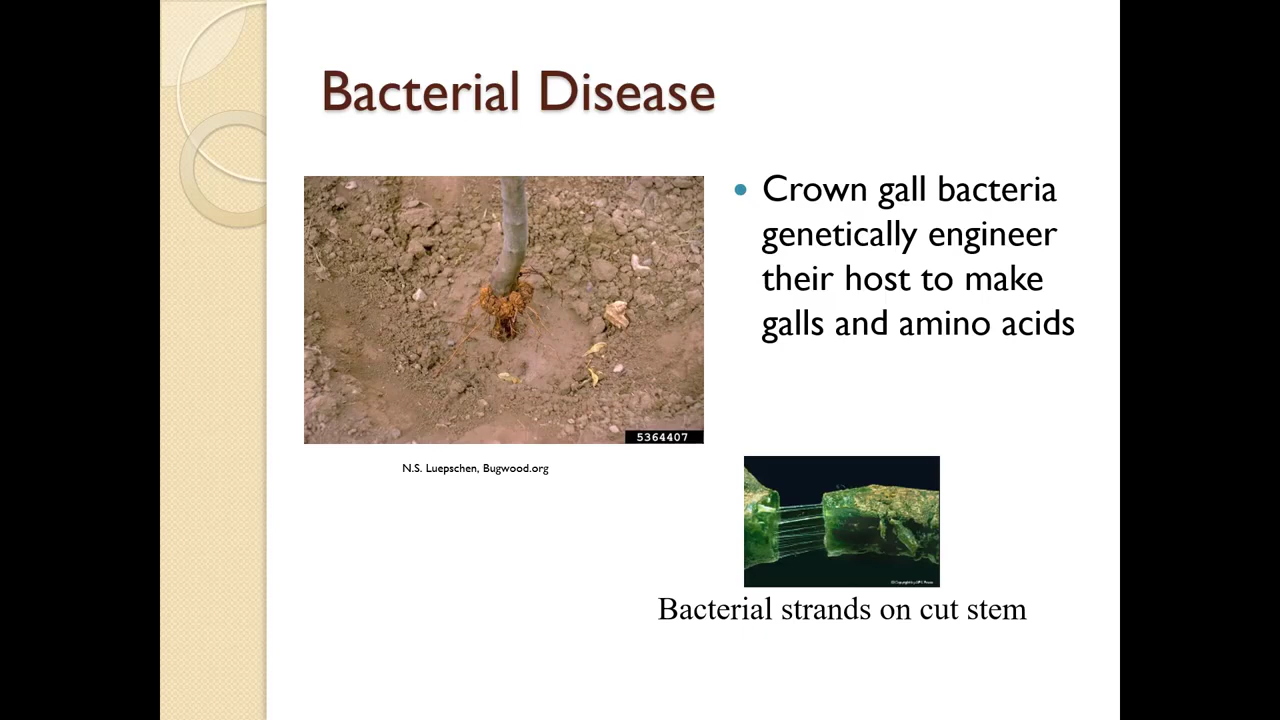 Bacterial Disease
Crown gall bacteria
genetically engineer
their host to make
galls and amino acids
5364407
N.S. Luepschen, Bugwood.org
Bacterial strands on cut stem